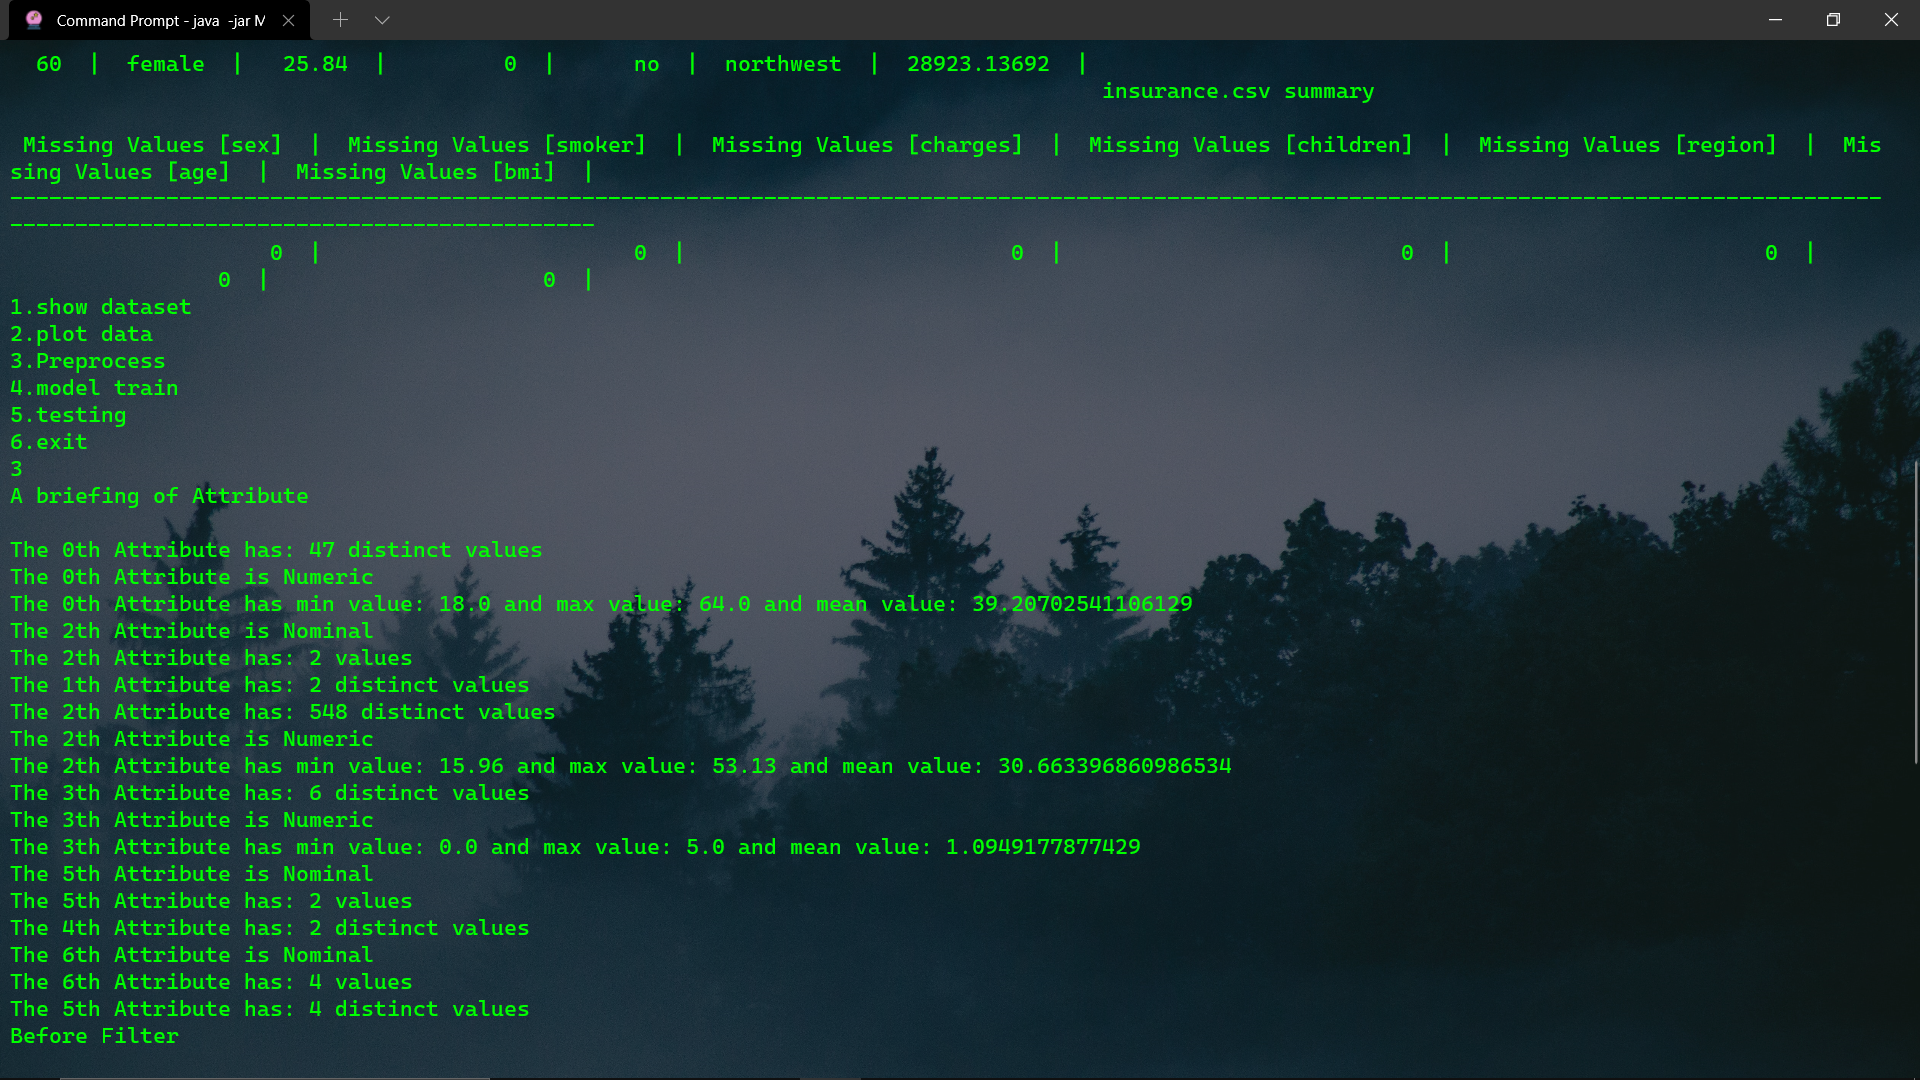 Command Prompt - java -jar M
60 | female | 25.84 | 0 | no | northwest | 28923.13692 |
insurance.csv summary
Missing Values [sex] | Missing Values [smoker] | Missing Values [charges] | Missing Values [children] | Missing Values [region] | Mis
sing Values [age] | Missing Values [bmi] |
------------------------------------------------------------------------------------------------------------------------------------------------
---------------------------------------------
0 | 0 | 0 | 0 | 0 |
0 | 0 |
1.show dataset
2.plot data
3.Preprocess
4.model train
5.testing
6.exit
3
A briefing of Attribute
The 0th Attribute has: 47 distinct values
The 0th Attribute is Numeric
The 0th Attribute has min value: 18.0 and max value: 64.0 and mean value: 39.20702541106129
The 2th Attribute is Nominal
The 2th Attribute has: 2 values
The 1th Attribute has: 2 distinct values
The 2th Attribute has: 548 distinct values
The 2th Attribute is Numeric
The 2th Attribute has min value: 15.96 and max value: 53.13 and mean value: 30.663396860986534
The 3th Attribute has: 6 distinct values
The 3th Attribute is Numeric
The 3th Attribute has min value: 0.0 and max value: 5.0 and mean value: 1.0949177877429
The 5th Attribute is Nominal
The 5th Attribute has: 2 values
The 4th Attribute has: 2 distinct values
The 6th Attribute is Nominal
The 6th Attribute has: 4 values
The 5th Attribute has: 4 distinct values
Before Filter